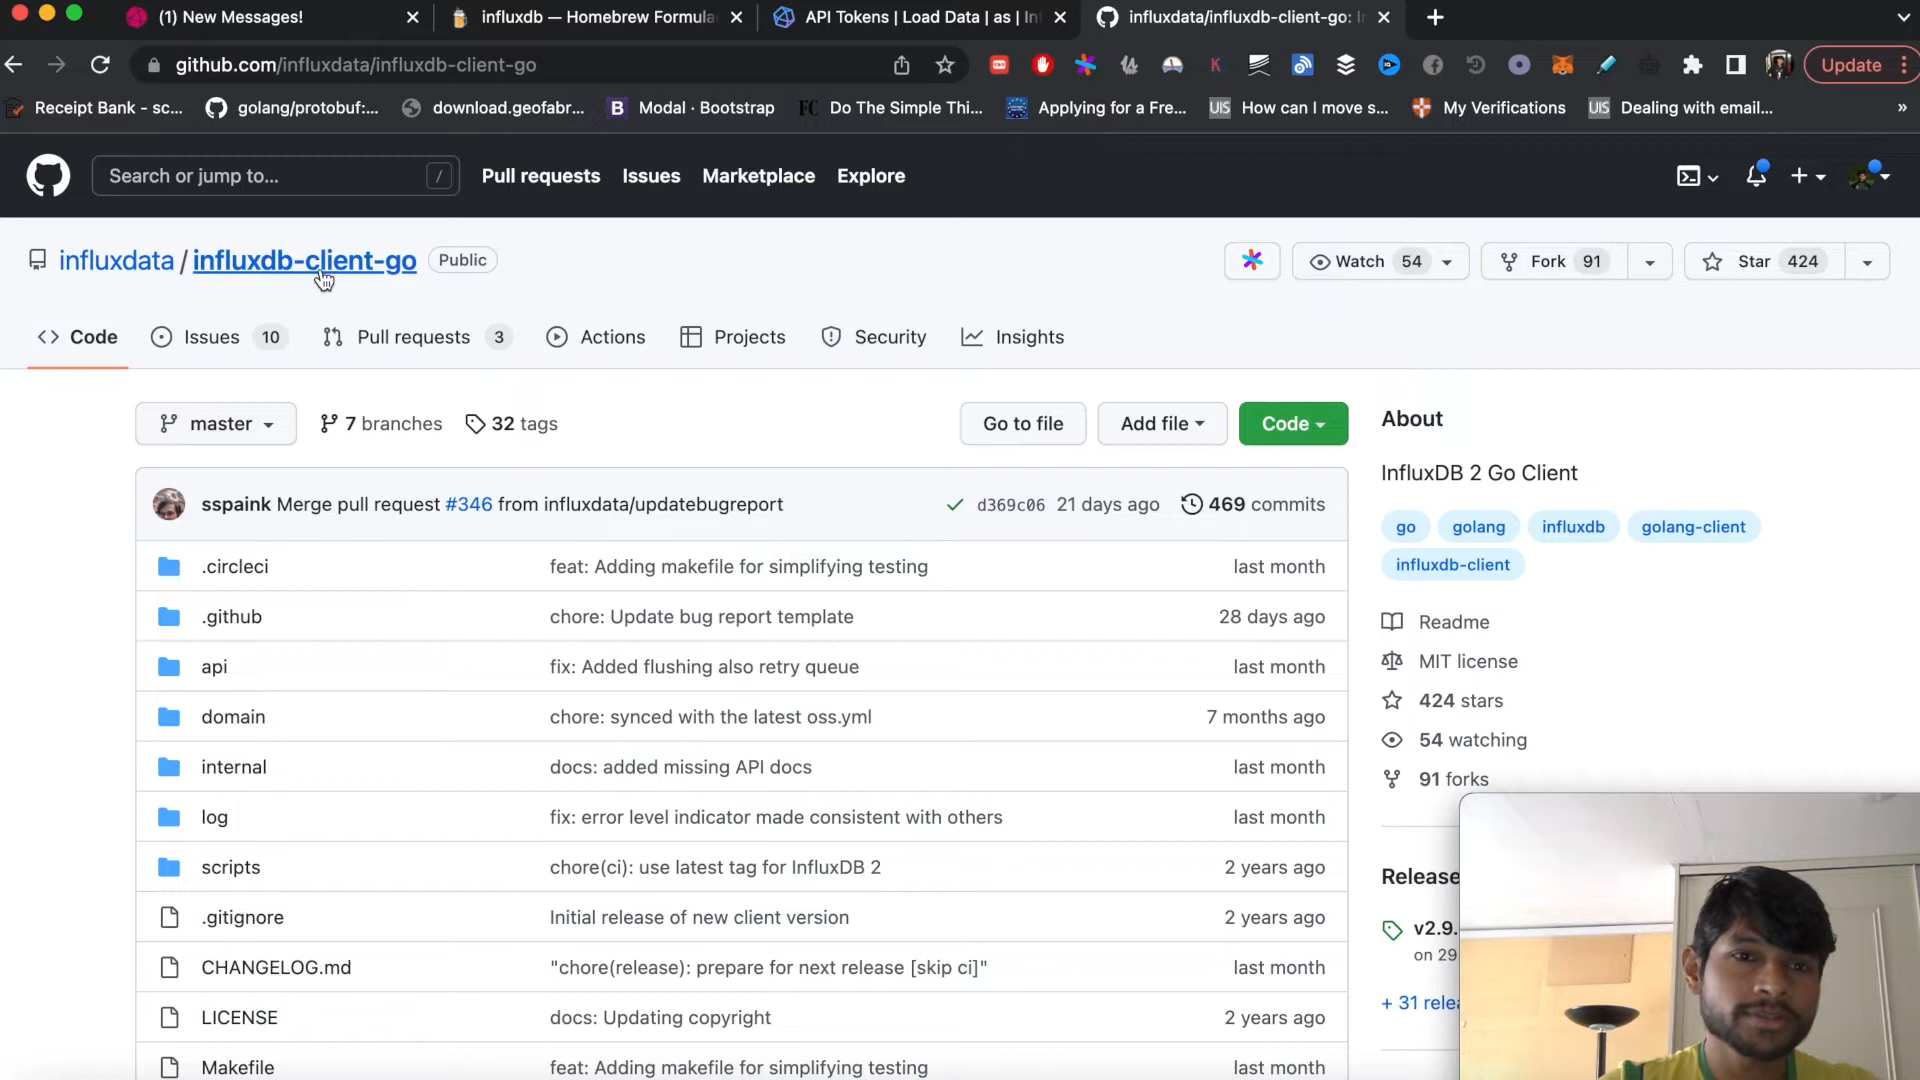 (1) New Messages!
influxdb — Homebrew Formula
API Tokens | Load Data | as | In
influxdata/influxdb-client-go: I
github.com/influxdata/influxdb-client-go
Update
Receipt Bank - sc...
golang/protobuf:...
download.geofabr...
B Modal · Bootstrap
FC Do The Simple Thi...
Applying for a Fre...
UIS How can I move s...
My Verifications
UIS Dealing with email...
»
Search or jump to... /
Pull requests
Issues
Marketplace
Explore
influxdata / influxdb-client-go Public
Watch 54
Fork 91
Star 424
Code
Issues 10
Pull requests 3
Actions
Projects
Security
Insights
master
7 branches
32 tags
Go to file
Add file
Code
sspaink Merge pull request #346 from influxdata/updatebugreport d369c06 21 days ago 469 commits
.circleci feat: Adding makefile for simplifying testing last month
.github chore: Update bug report template 28 days ago
api fix: Added flushing also retry queue last month
domain chore: synced with the latest oss.yml 7 months ago
internal docs: added missing API docs last month
log fix: error level indicator made consistent with others last month
scripts chore(ci): use latest tag for InfluxDB 2 2 years ago
.gitignore Initial release of new client version 2 years ago
CHANGELOG.md "chore(release): prepare for next release [skip ci]" last month
LICENSE docs: Updating copyright 2 years ago
Makefile feat: Adding makefile for simplifying testing last month
About
InfluxDB 2 Go Client
go golang influxdb golang-client
influxdb-client
Readme
MIT license
424 stars
54 watching
91 forks
Release
v2.9.
on 29
+ 31 relea